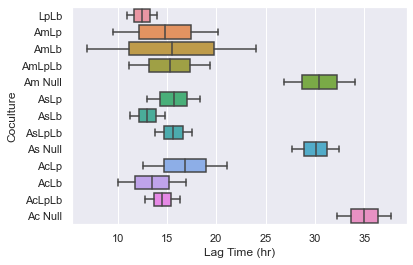 LpLb
AmLp
AmLb
AmLpLb
Am Null
AsLp
AsLb
AsLpLb
As Null
AcLp
AcLb
AcLpLb
Ac Null
Coculture
10 15 20 25 30 35
Lag Time (hr)